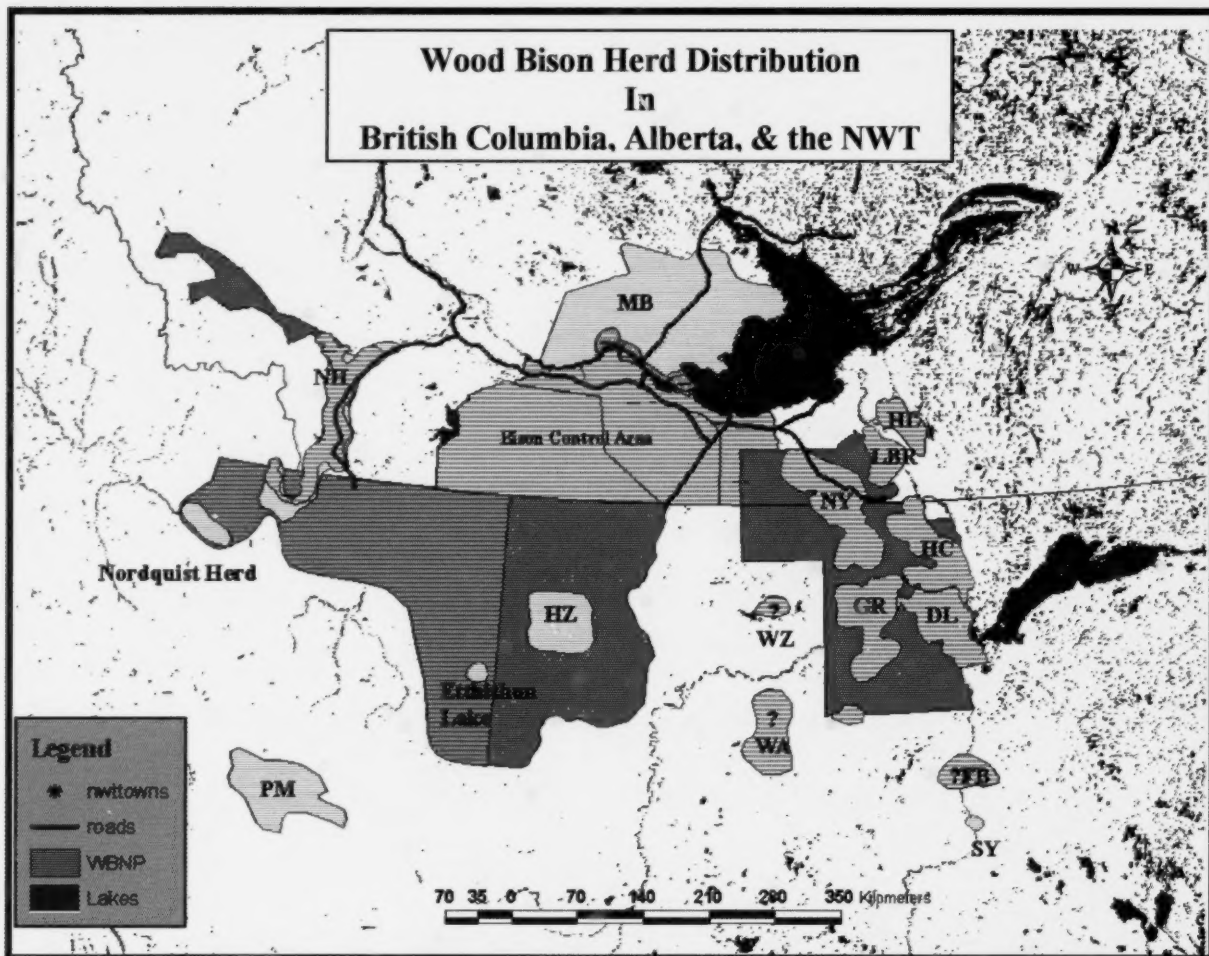 Wood Bison Herd Distribution
In
British Columbia, Alberta, & the NWT
N
W
E
S
MB
NH
HL
Bison Control Area
LBR
NY
HC
Nordquist Herd
HZ
?
GR
DL
WZ
Etthithun
Lake
?
WA
Legend
nwttowns
roads
WBNP
Lakes
PM
?FB
SY
70 35 0 70 140 210 280 350 Kilometers